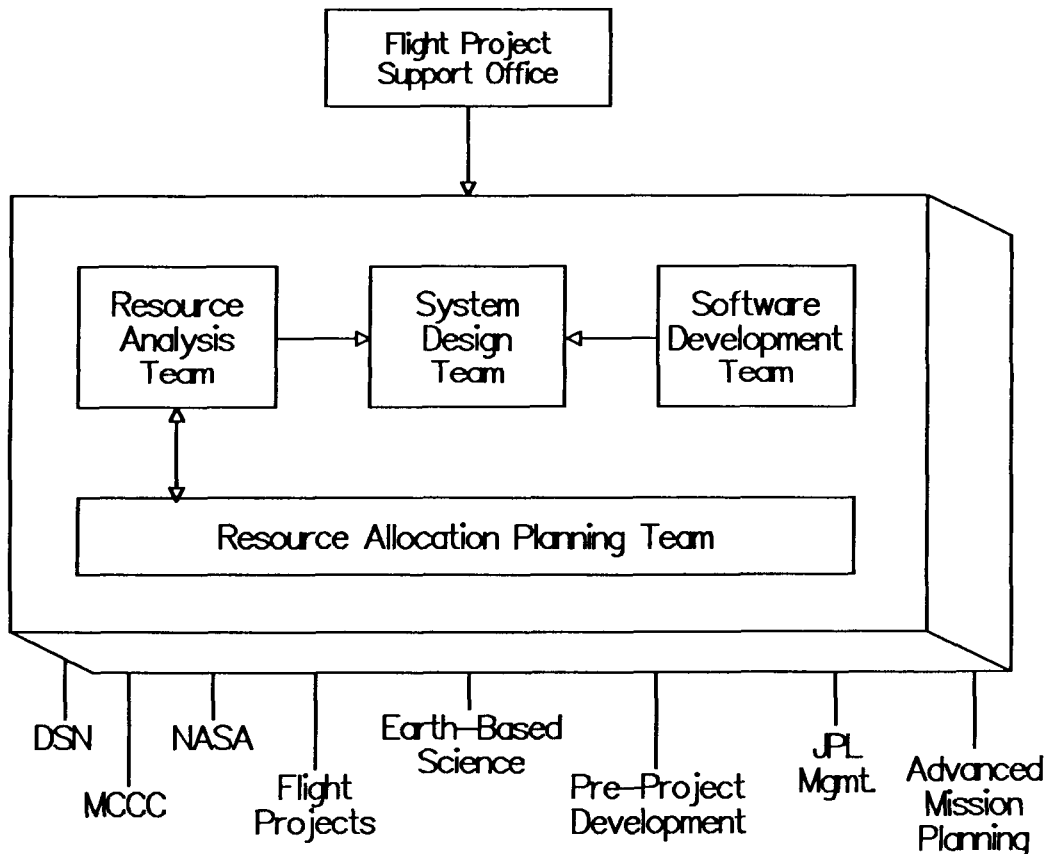 Flight Project
Support Office
Resource
Analysis
Team
System
Design
Team
Software
Development
Team
Resource Allocation Planning Team
DSN
MCCC
NASA
Flight
Projects
Earth-Based
Science
Pre-Project
Development
JPL
Mgmt.
Advanced
Mission
Planning